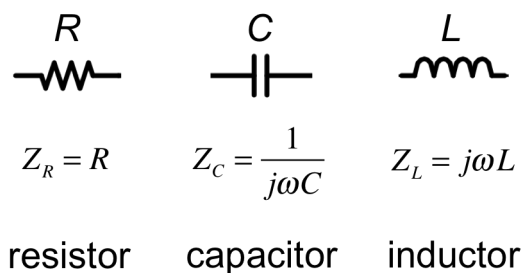 R C L
Z_R = R Z_C = 1/jωC Z_L = jωL
resistor capacitor inductor